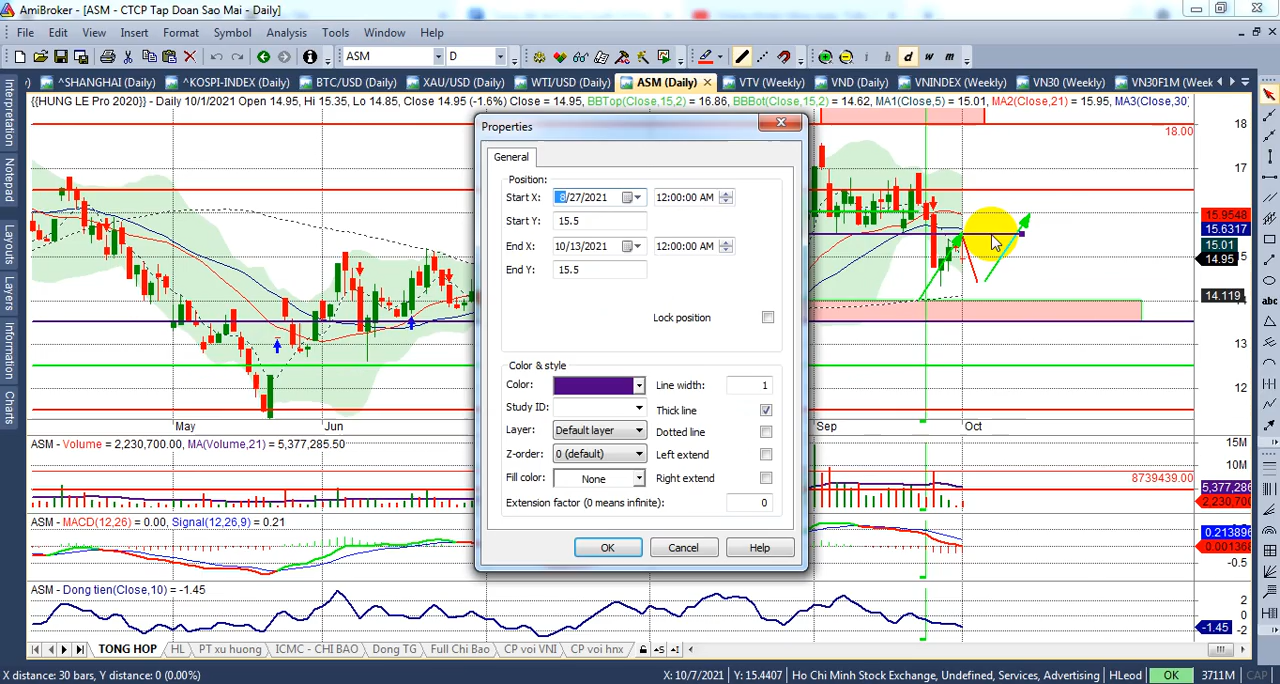 AmiBroker - [ASM - CTCP Tap Doan Sao Mai - Daily]
File Edit View Insert Format Symbol Analysis Tools Window Help
ASM D
h d w m
^SHANGHAI (Daily) ^KOSPI-INDEX (Daily) BTC/USD (Daily) XAU/USD (Daily) WTI/USD (Daily) ASM (Daily) VTV (Weekly) VND (Daily) VNINDEX (Weekly) VN30 (Weekly) VN30F1M (Week
{{HUNG LE Pro 2020}} - Daily 10/1/2021 Open 14.95, Hi 15.35, Lo 14.85, Close 14.95 (-1.6%) Close = 14.95, BBTop(Close,15,2) = 16.86, BBBot(Close,15,2) = 14.62, MA1(Close,5) = 15.01, MA2(Close,21) = 15.95, MA3(Close,30)
Interpretation
Notepad
Layouts
Layers
Information
Charts
18.00
18
17
15.9548
15.6317
15.01
14.95
14.119
13
12
May Jun Sep Oct
Properties
General
Position:
Start X: 8/27/2021 12:00:00 AM
Start Y: 15.5
End X: 10/13/2021 12:00:00 AM
End Y: 15.5
Lock position
Color & style
Color: Line width: 1
Study ID: Thick line
Layer: Default layer Dotted line
Z-order: 0 (default) Left extend
Fill color: None Right extend
Extension factor (0 means infinite): 0
OK Cancel Help
abc
ASM - Volume = 2,230,700.00, MA(Volume,21) = 5,377,285.50
15M
10M
8739439.00
5,377,286
2,230,700
ASM - MACD(12,26) = 0.00, Signal(12,26,9) = 0.21
0.213896
0.001368
-0.5
ASM - Dong tien(Close,10) = -1.45
2
0
-1.45
-2
TONG HOP HL PT xu huong ICMC - CHI BAO Dong TG Full Chi Bao CP voi VNI CP voi hnx
X distance: 30 bars, Y distance: 0 (0.00%) X: 10/7/2021 Y: 15.4407 Ho Chi Minh Stock Exchange, Undefined, Services, Advertising HLeod OK 3711M CAP